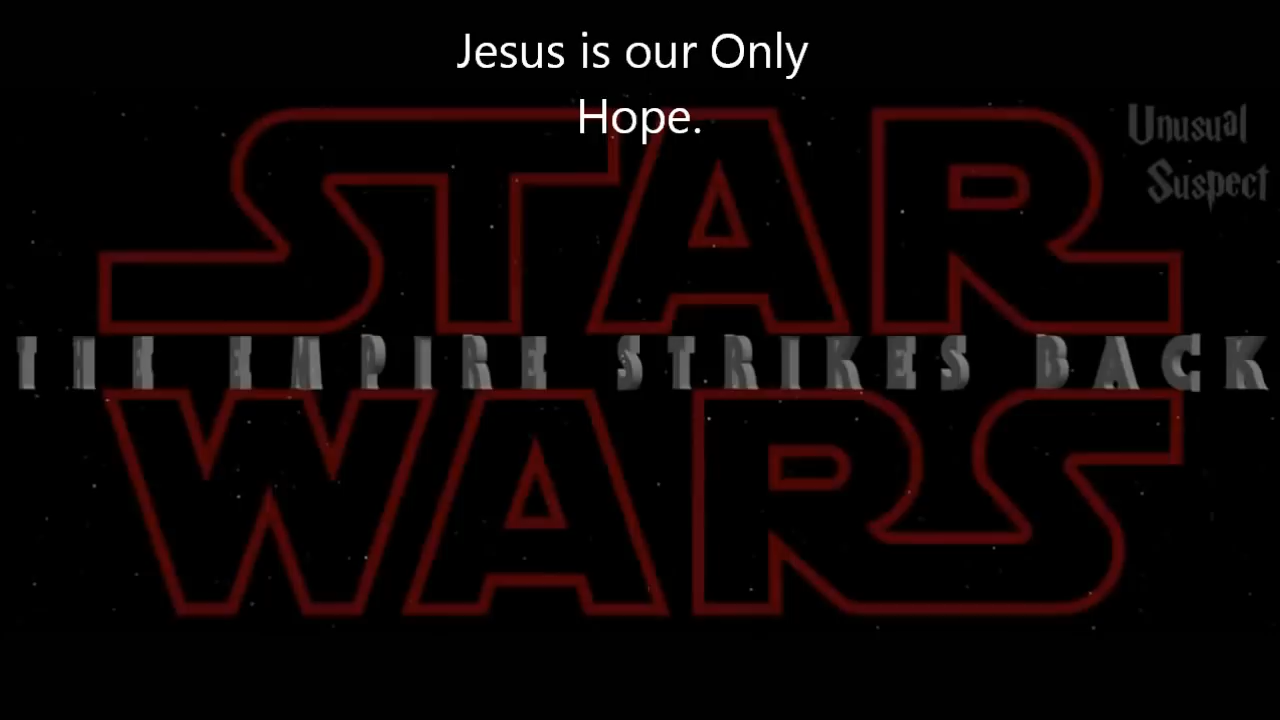 Jesus is our Only
Hope.
Unusual
Suspect
STAR
THE EMPIRE STRIKES BACK
WARS